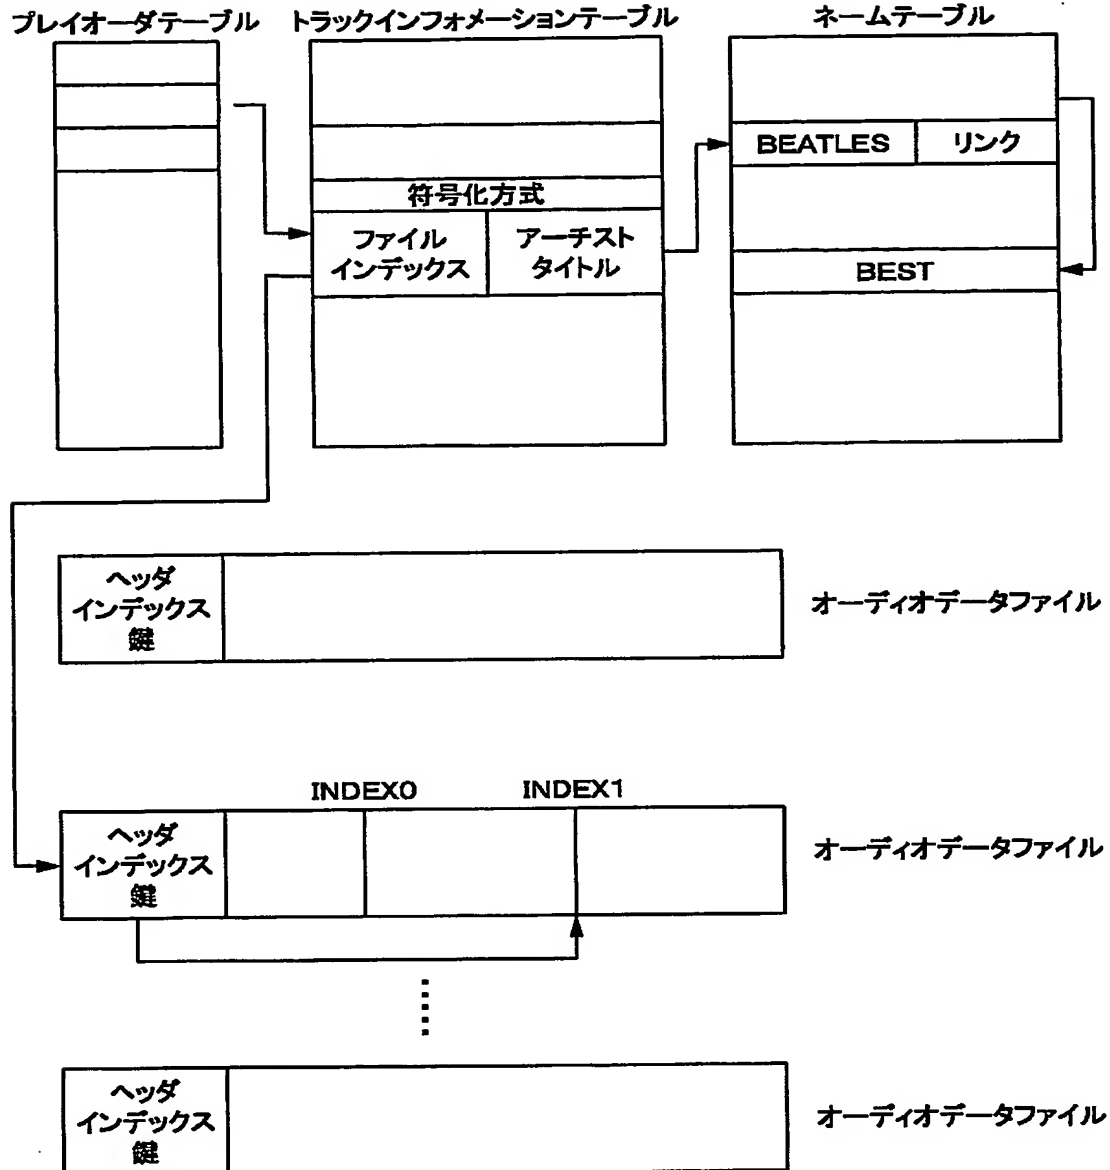 プレイオーダテーブル
トラックインフォメーションテーブル
ネームテーブル
BEATLES
リンク
符号化方式
ファイル
インデックス
アーチスト
タイトル
BEST
ヘッダ
インデックス
鍵
オーディオデータファイル
INDEX0
INDEX1
ヘッダ
インデックス
鍵
オーディオデータファイル
ヘッダ
インデックス
鍵
オーディオデータファイル